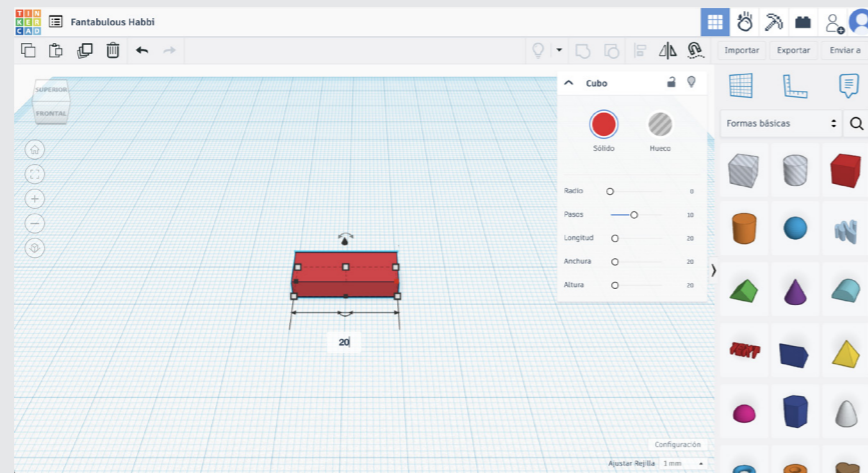 TIN
KER
CAD
Fantabulous Habbi
Importar
Exportar
Enviar a
SUPERIOR
FRONTAL
Cubo
Sólido
Hueco
Radio
0
Pasos
10
Longitud
20
Anchura
20
Altura
20
Formas básicas
TEXT
20
Configuración
Ajustar Rejilla
1 mm